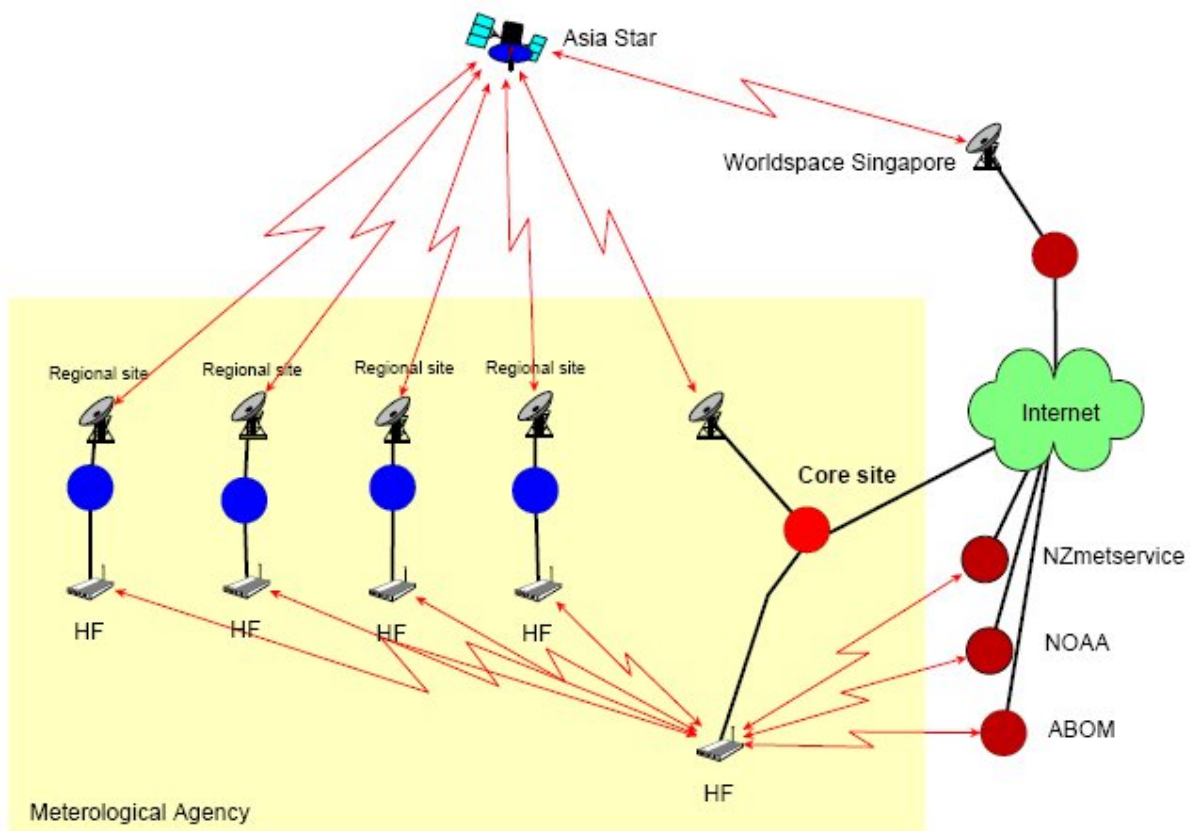 Asia Star
Worldspace Singapore
Regional site
Regional site
Regional site
Regional site
Internet
Core site
NZmetservice
HF
HF
HF
HF
NOAA
ABOM
HF
Meterological Agency